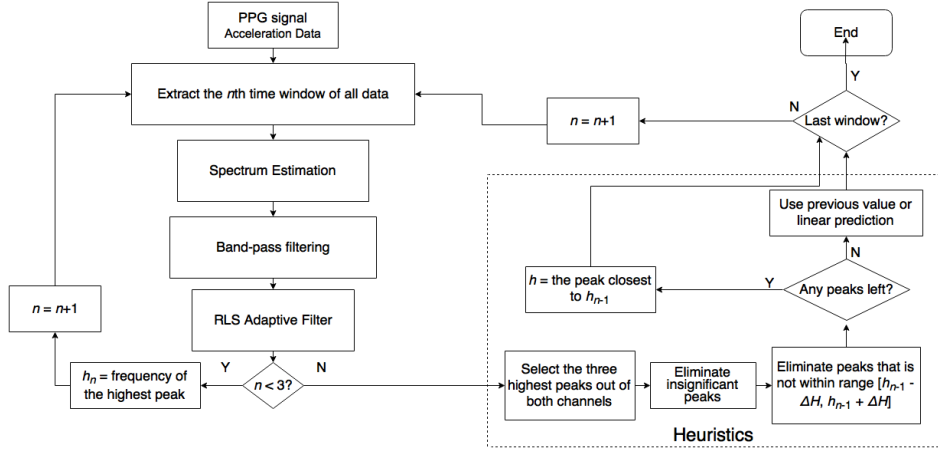 PPG signal
Acceleration Data
Extract the nth time window of all data
Spectrum Estimation
Band-pass filtering
RLS Adaptive Filter
n < 3?
Y
N
hn = frequency of
the highest peak
n = n+1
Select the three
highest peaks out of
both channels
Eliminate
insignificant
peaks
Eliminate peaks that is
not within range [hn-1 -
ΔH, hn-1 + ΔH]
Any peaks left?
Y
N
h = the peak closest
to hn-1
Use previous value or
linear prediction
Last window?
N
Y
n = n+1
End
Heuristics